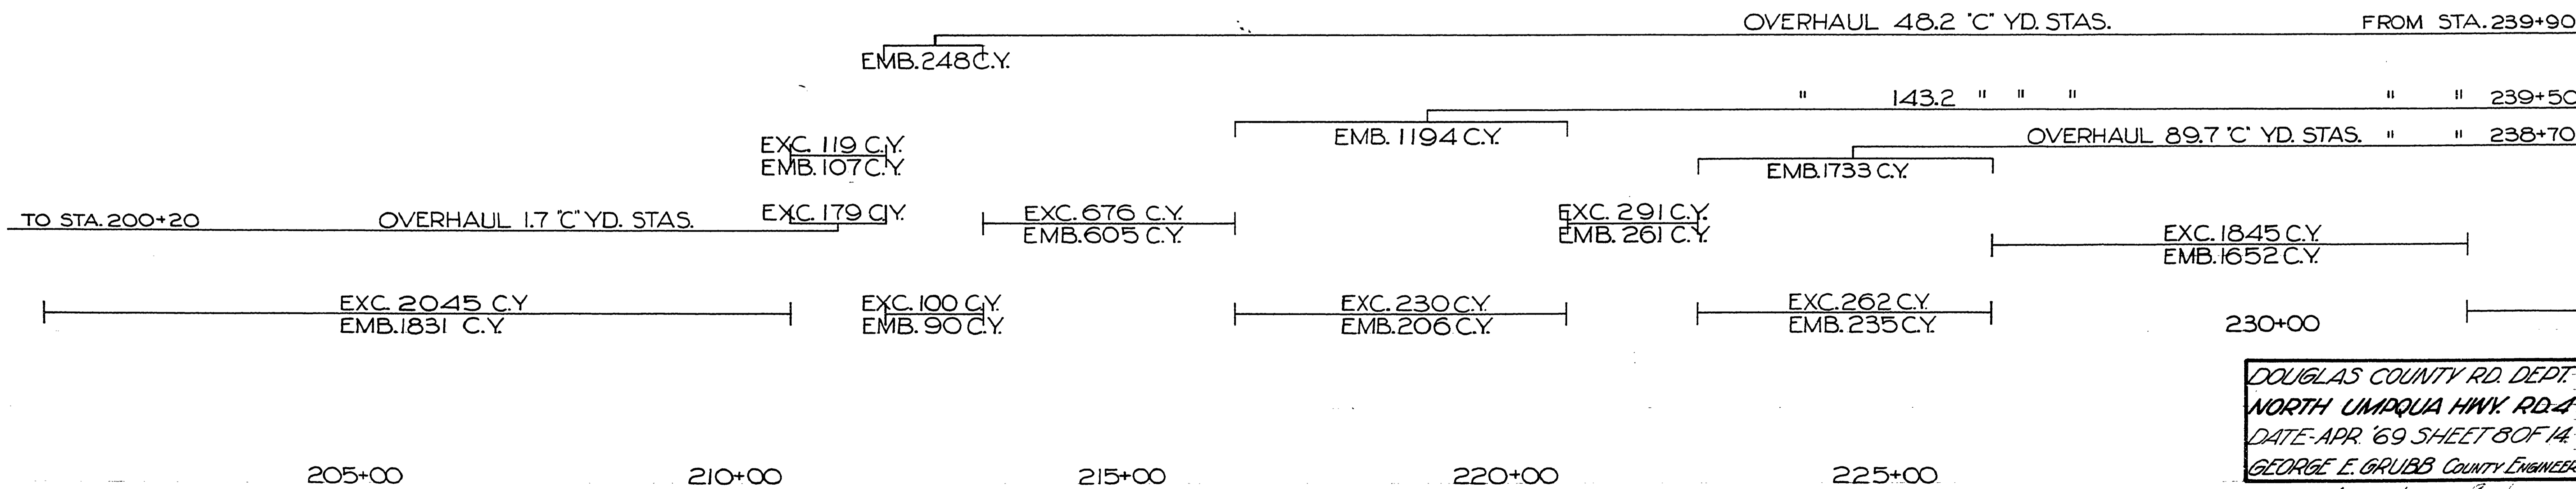 OVERHAUL 48.2 "C" YD. STAS. FROM STA. 239+90
EMB. 248 C.Y.
" 143.2 " " " " " 239+50
EMB. 1194 C.Y.
OVERHAUL 89.7 "C" YD. STAS. " " 238+70
EXC. 119 C.Y.
EMB. 107 C.Y.
EMB. 1733 C.Y.
TO STA. 200+20 OVERHAUL 1.7 "C" YD. STAS.
EXC. 179 C.Y.
EXC. 676 C.Y.
EMB. 605 C.Y.
EXC. 291 C.Y.
EMB. 261 C.Y.
EXC. 1845 C.Y.
EMB. 1652 C.Y.
EXC. 2045 C.Y
EMB. 1831 C.Y.
EXC. 100 C.Y.
EMB. 90 C.Y.
EXC. 230 C.Y.
EMB. 206 C.Y.
EXC. 262 C.Y.
EMB. 235 C.Y.
230+00
DOUGLAS COUNTY RD. DEPT.
NORTH UMPQUA HWY. RD. 4
DATE-APR. '69 SHEET 8 OF 14
GEORGE E. GRUBB COUNTY ENGINEER
205+00 210+00 215+00 220+00 225+00